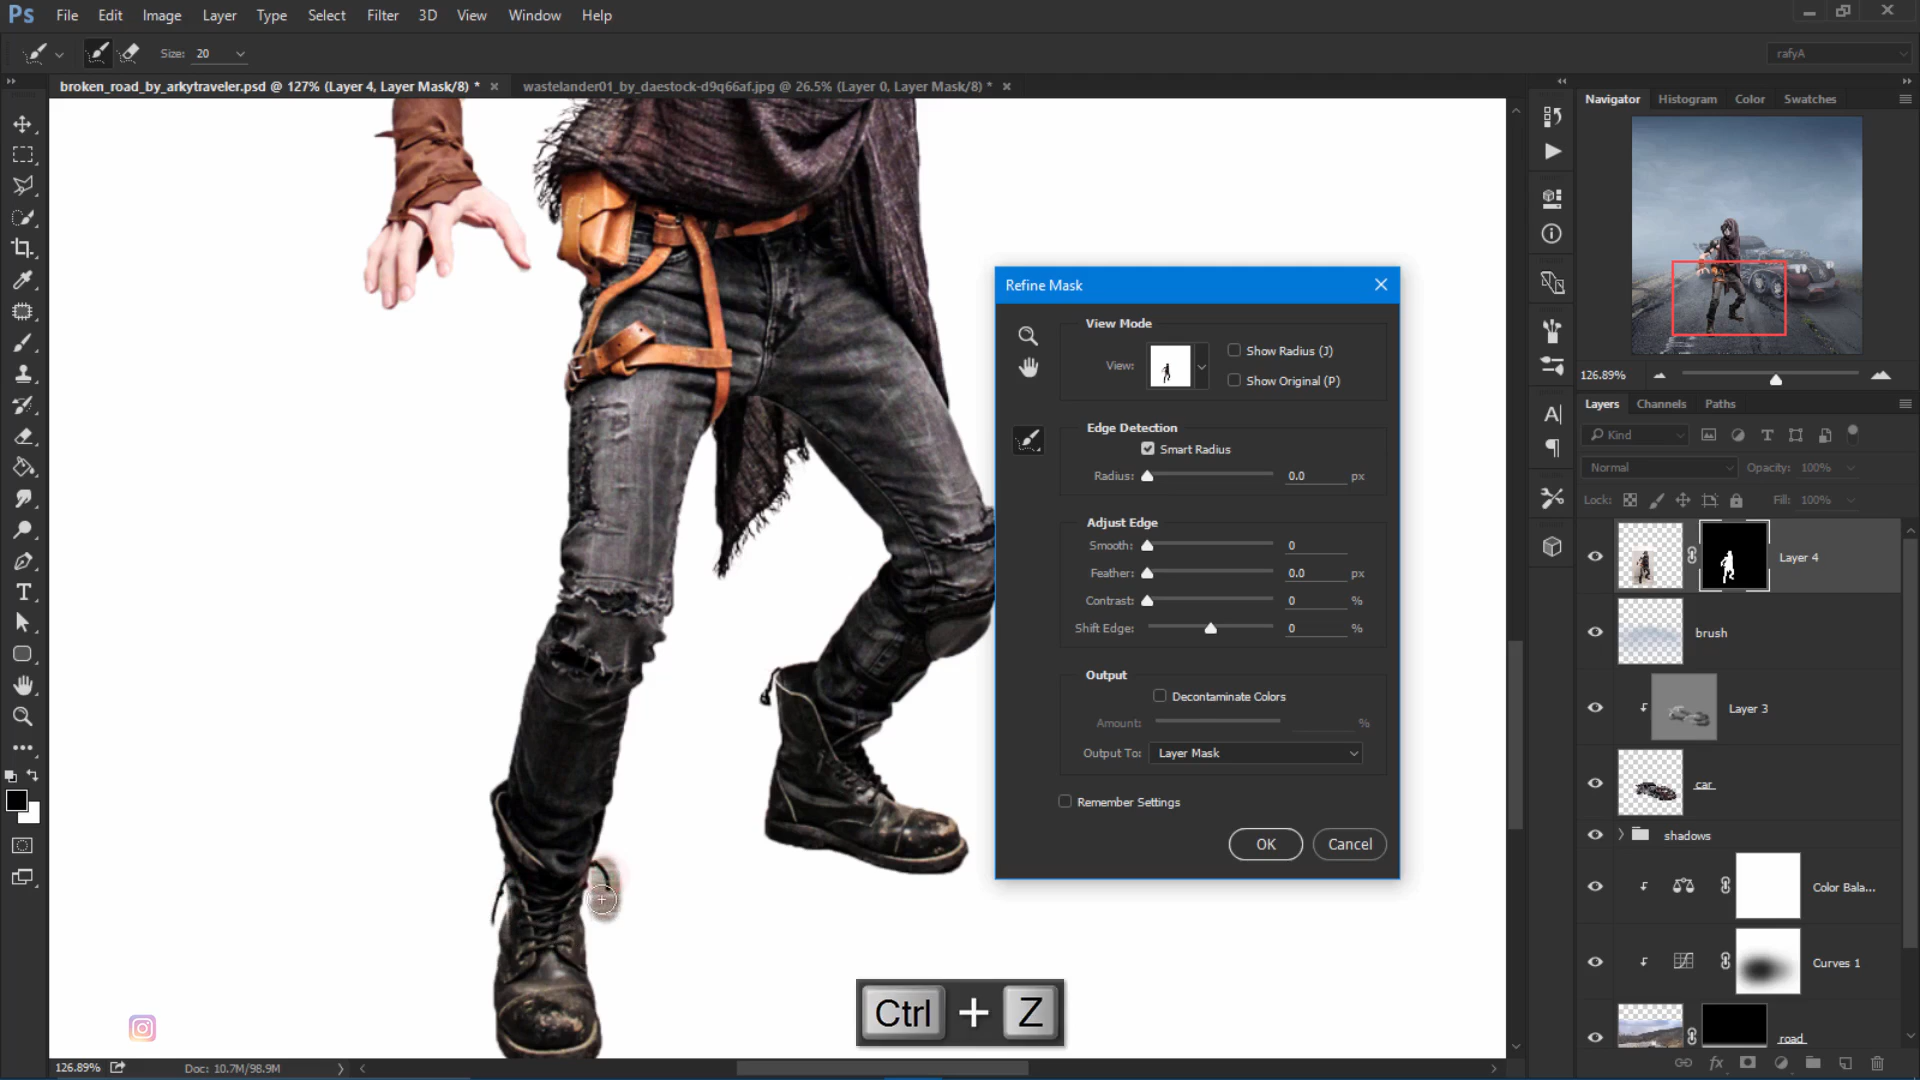 Ps File Edit Image Layer Type Select Filter 3D View Window Help
Size: 20
rafyA
broken_road_by_arkytraveler.psd @ 127% (Layer 4, Layer Mask/8) *
wastelander01_by_daestock-d9q66af.jpg @ 26.5% (Layer 0, Layer Mask/8) *
Navigator Histogram Color Swatches
Refine Mask
View Mode
View:
Show Radius (J)
Show Original (P)
Edge Detection
Smart Radius
Radius: 0.0 px
Adjust Edge
Smooth: 0
Feather: 0.0 px
Contrast: 0 %
Shift Edge: 0 %
Output
Decontaminate Colors
Amount: %
Output To: Layer Mask
Remember Settings
OK Cancel
126.89%
Layers Channels Paths
Kind
Normal Opacity: 100%
Lock: Fill: 100%
Layer 4
brush
Layer 3
car
shadows
Color Bala...
Curves 1
road
fx
Ctrl + Z
126.89% Doc: 10.7M/98.9M